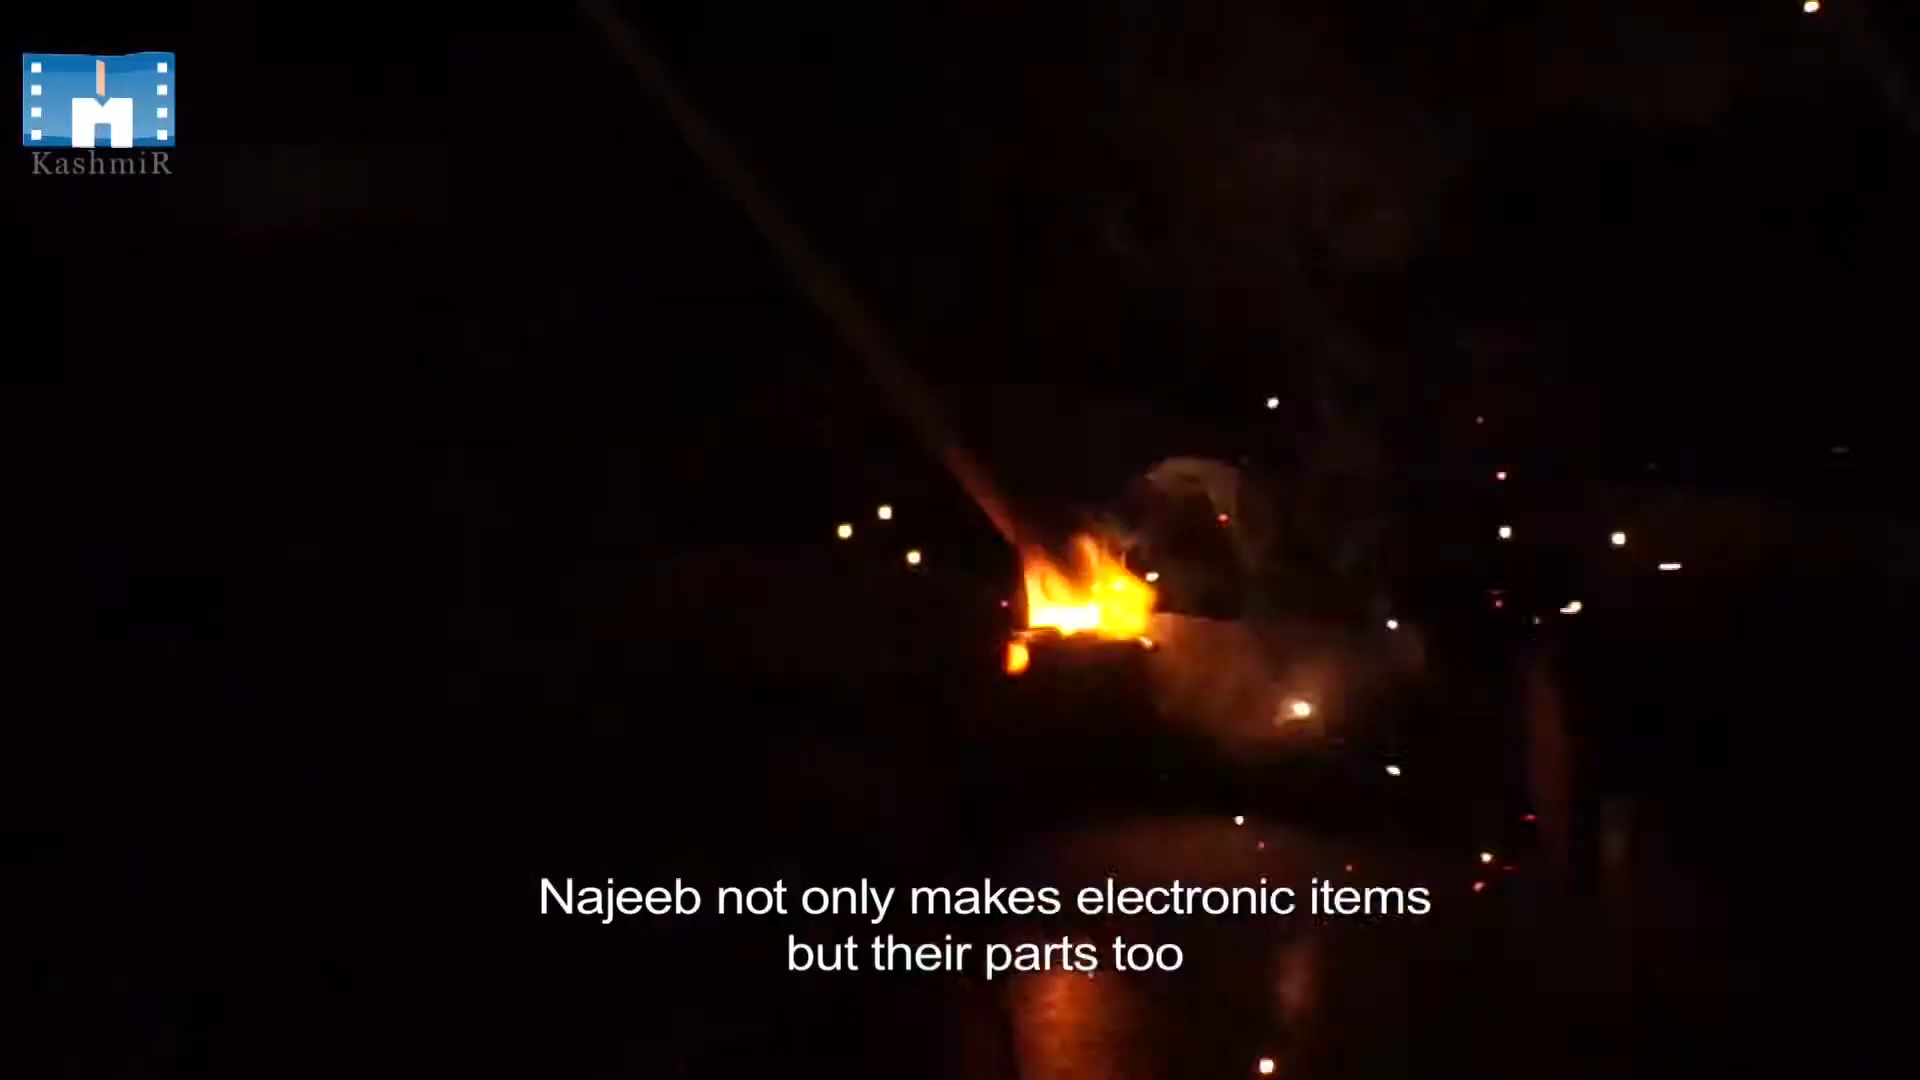 M
KashmiR
Najeeb not only makes electronic items
but their parts too